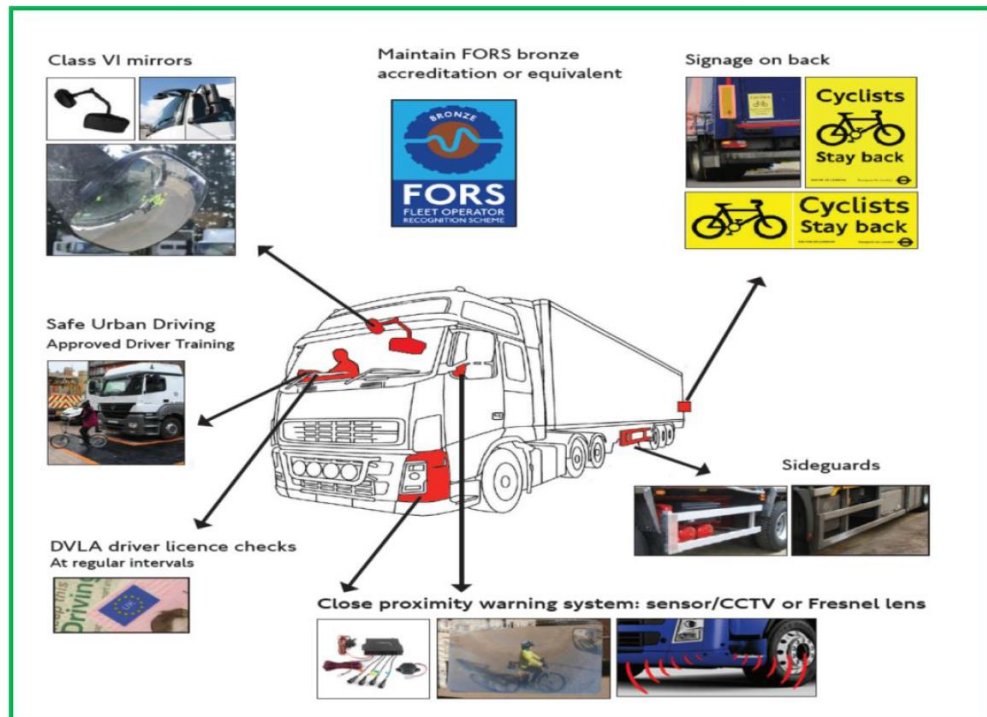 Class VI mirrors
Maintain FORS bronze
accreditation or equivalent
BRONZE
FORS
FLEET OPERATOR
RECOGNITION SCHEME
Signage on back
Cyclists
Stay back
Cyclists
Stay back
Safe Urban Driving
Approved Driver Training
Sideguards
DVLA driver licence checks
At regular intervals
Driving
UK
Close proximity warning system: sensor/CCTV or Fresnel lens